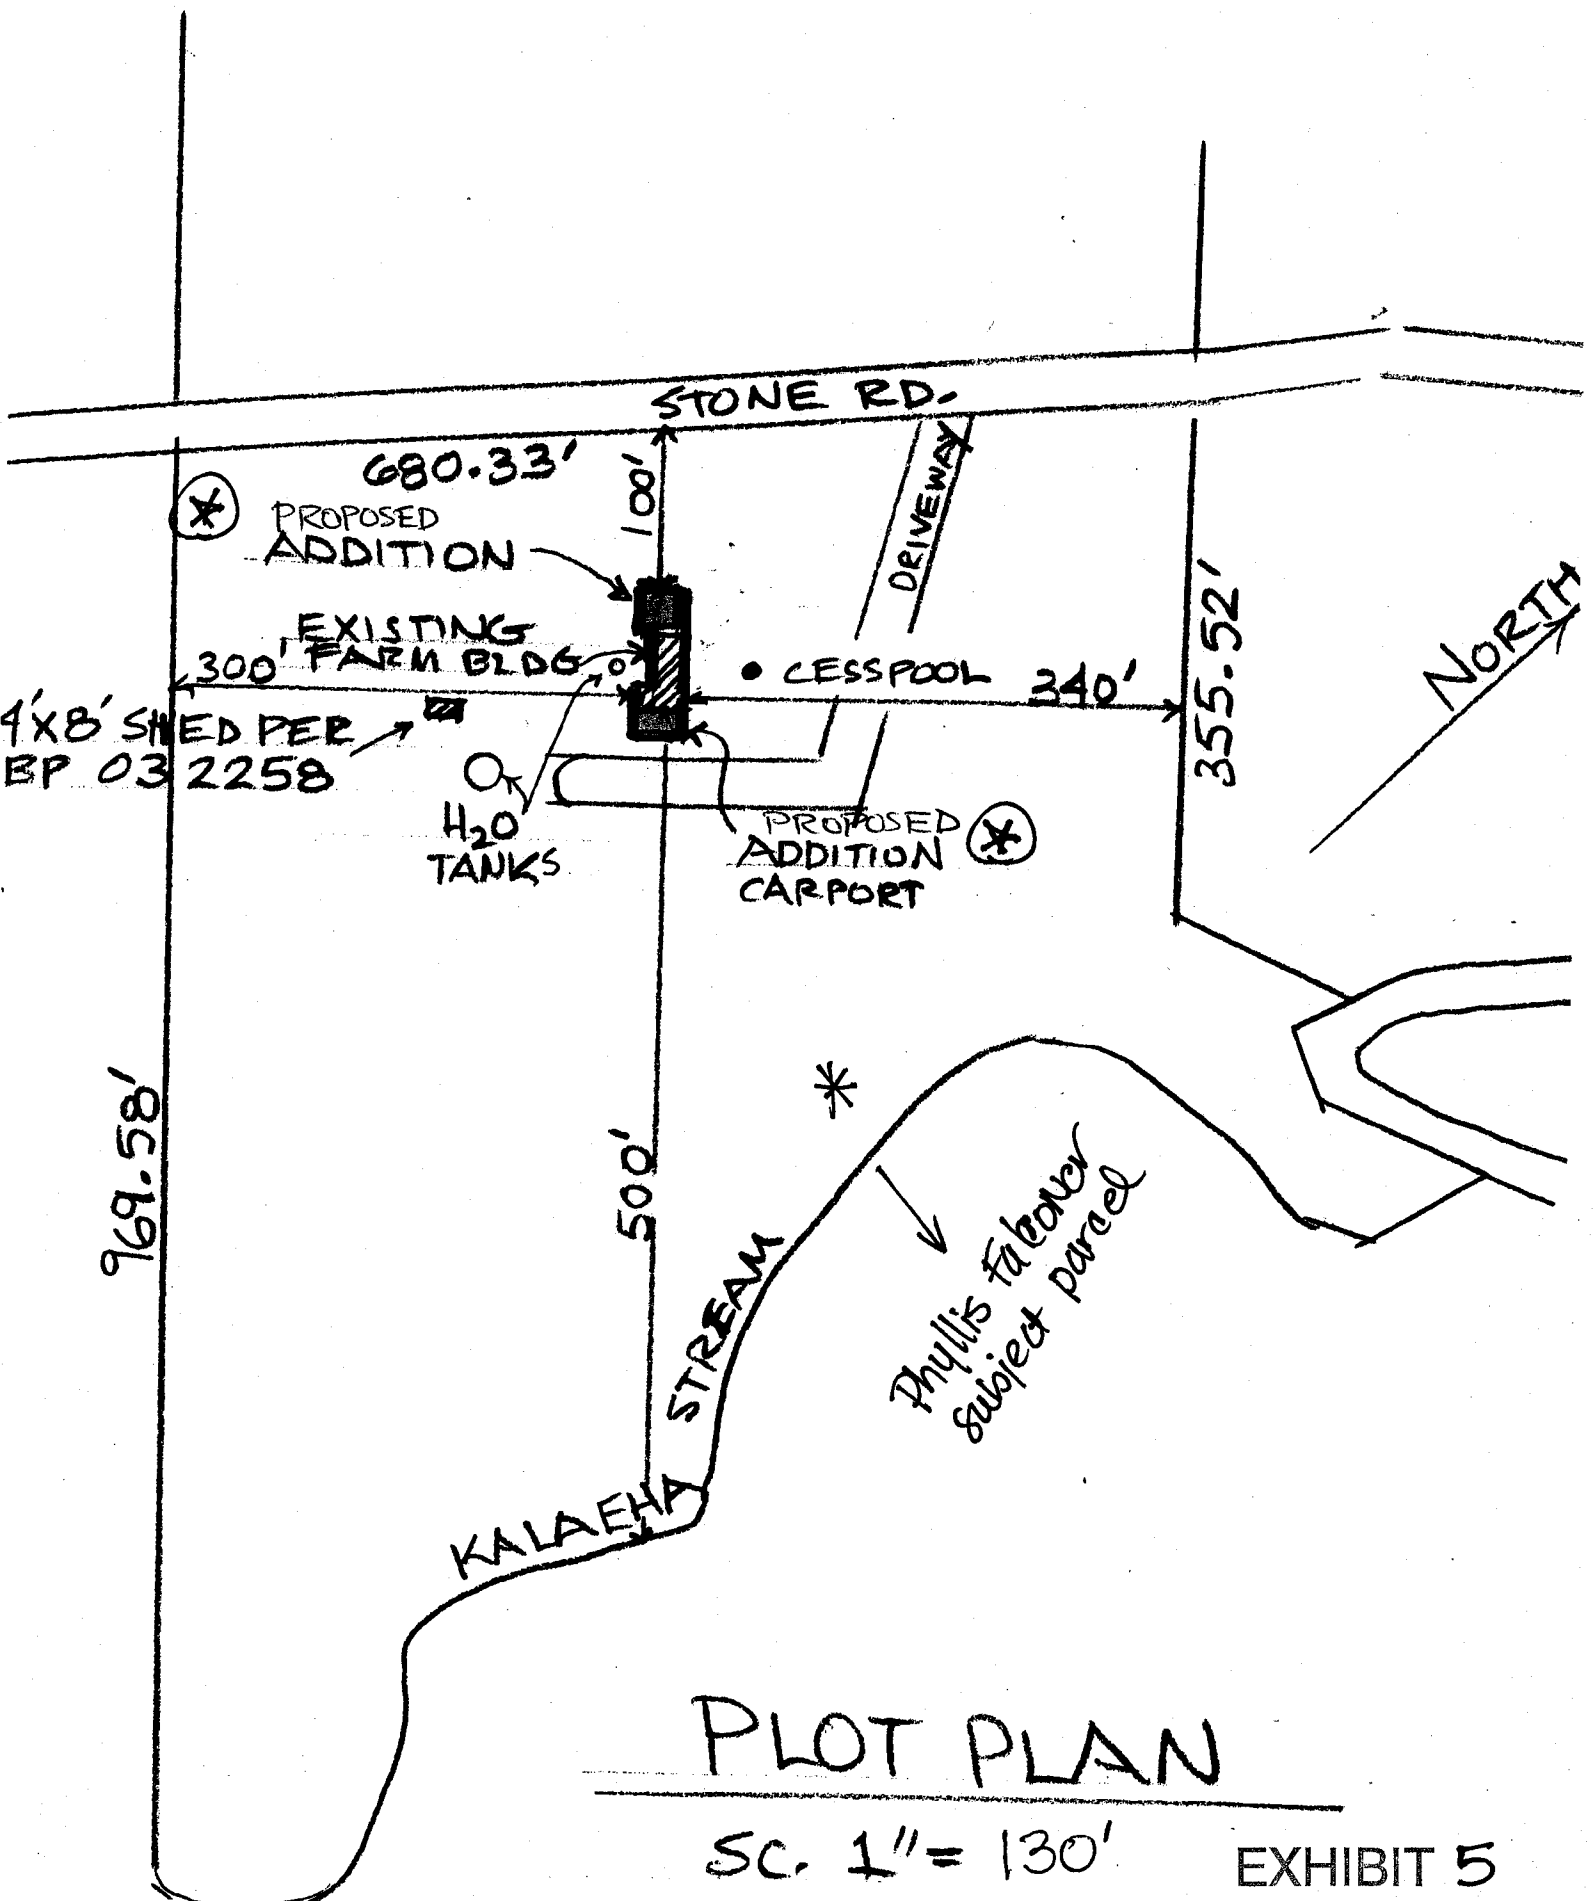 STONE RD.
680.33'
100'
DRIVEWAY
PROPOSED
ADDITION
EXISTING
FARM BLDG
300'
CESSPOOL
340'
355.52'
NORTH
4'X8' SHED PER
BP 03 2258
H2O
TANKS
PROPOSED
ADDITION
CARPORT
969.58'
500'
KALAEHA STREAM
Phyllis Falconer
subject parcel
PLOT PLAN
SC. 1"= 130'
EXHIBIT 5